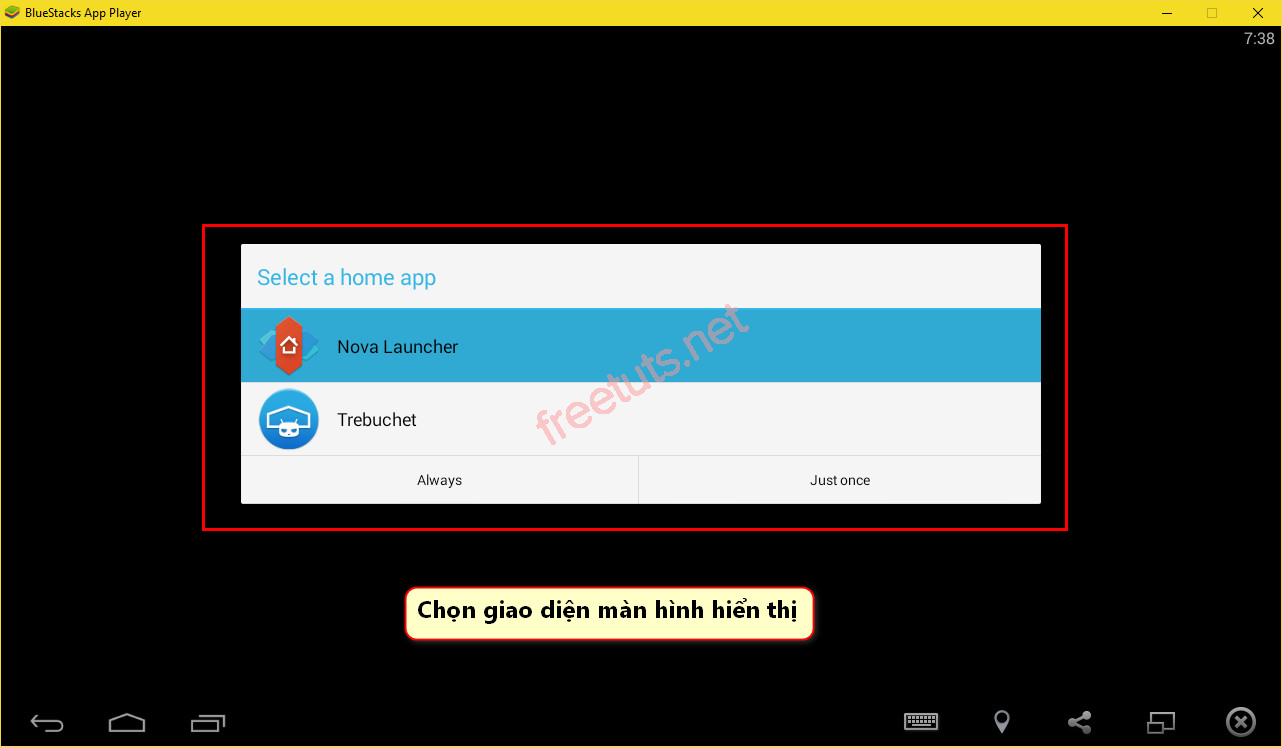 BlueStacks App Player
7:38
Select a home app
Nova Launcher
freetuts.net
Trebuchet
Always Just once
Chọn giao diện màn hình hiển thị